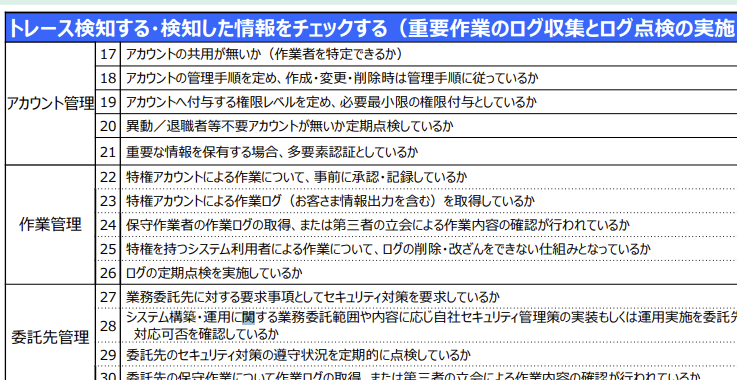 トレース検知する・検知した情報をチェックする（重要作業のログ収集とログ点検の実施
アカウント管理
17 アカウントの共用が無いか（作業者を特定できるか）
18 アカウントの管理手順を定め、作成・変更・削除時は管理手順に従っているか
19 アカウントへ付与する権限レベルを定め、必要最小限の権限付与としているか
20 異動／退職者等不要アカウントが無いか定期点検しているか
21 重要な情報を保有する場合、多要素認証としているか
作業管理
22 特権アカウントによる作業について、事前に承認・記録しているか
23 特権アカウントによる作業ログ（お客さま情報出力を含む）を取得しているか
24 保守作業者の作業ログの取得、または第三者の立会による作業内容の確認が行われているか
25 特権を持つシステム利用者による作業について、ログの削除・改ざんをできない仕組みとなっているか
26 ログの定期点検を実施しているか
委託先管理
27 業務委託先に対する要求事項としてセキュリティ対策を要求しているか
28 システム構築・運用に関する業務委託範囲や内容に応じ自社セキュリティ管理策の実装もしくは運用実施を委託先
対応可否を確認しているか
29 委託先のセキュリティ対策の遵守状況を定期的に点検しているか
30 委託先の保守作業について作業ログの取得、または第三者の立会による作業内容の確認が行われているか